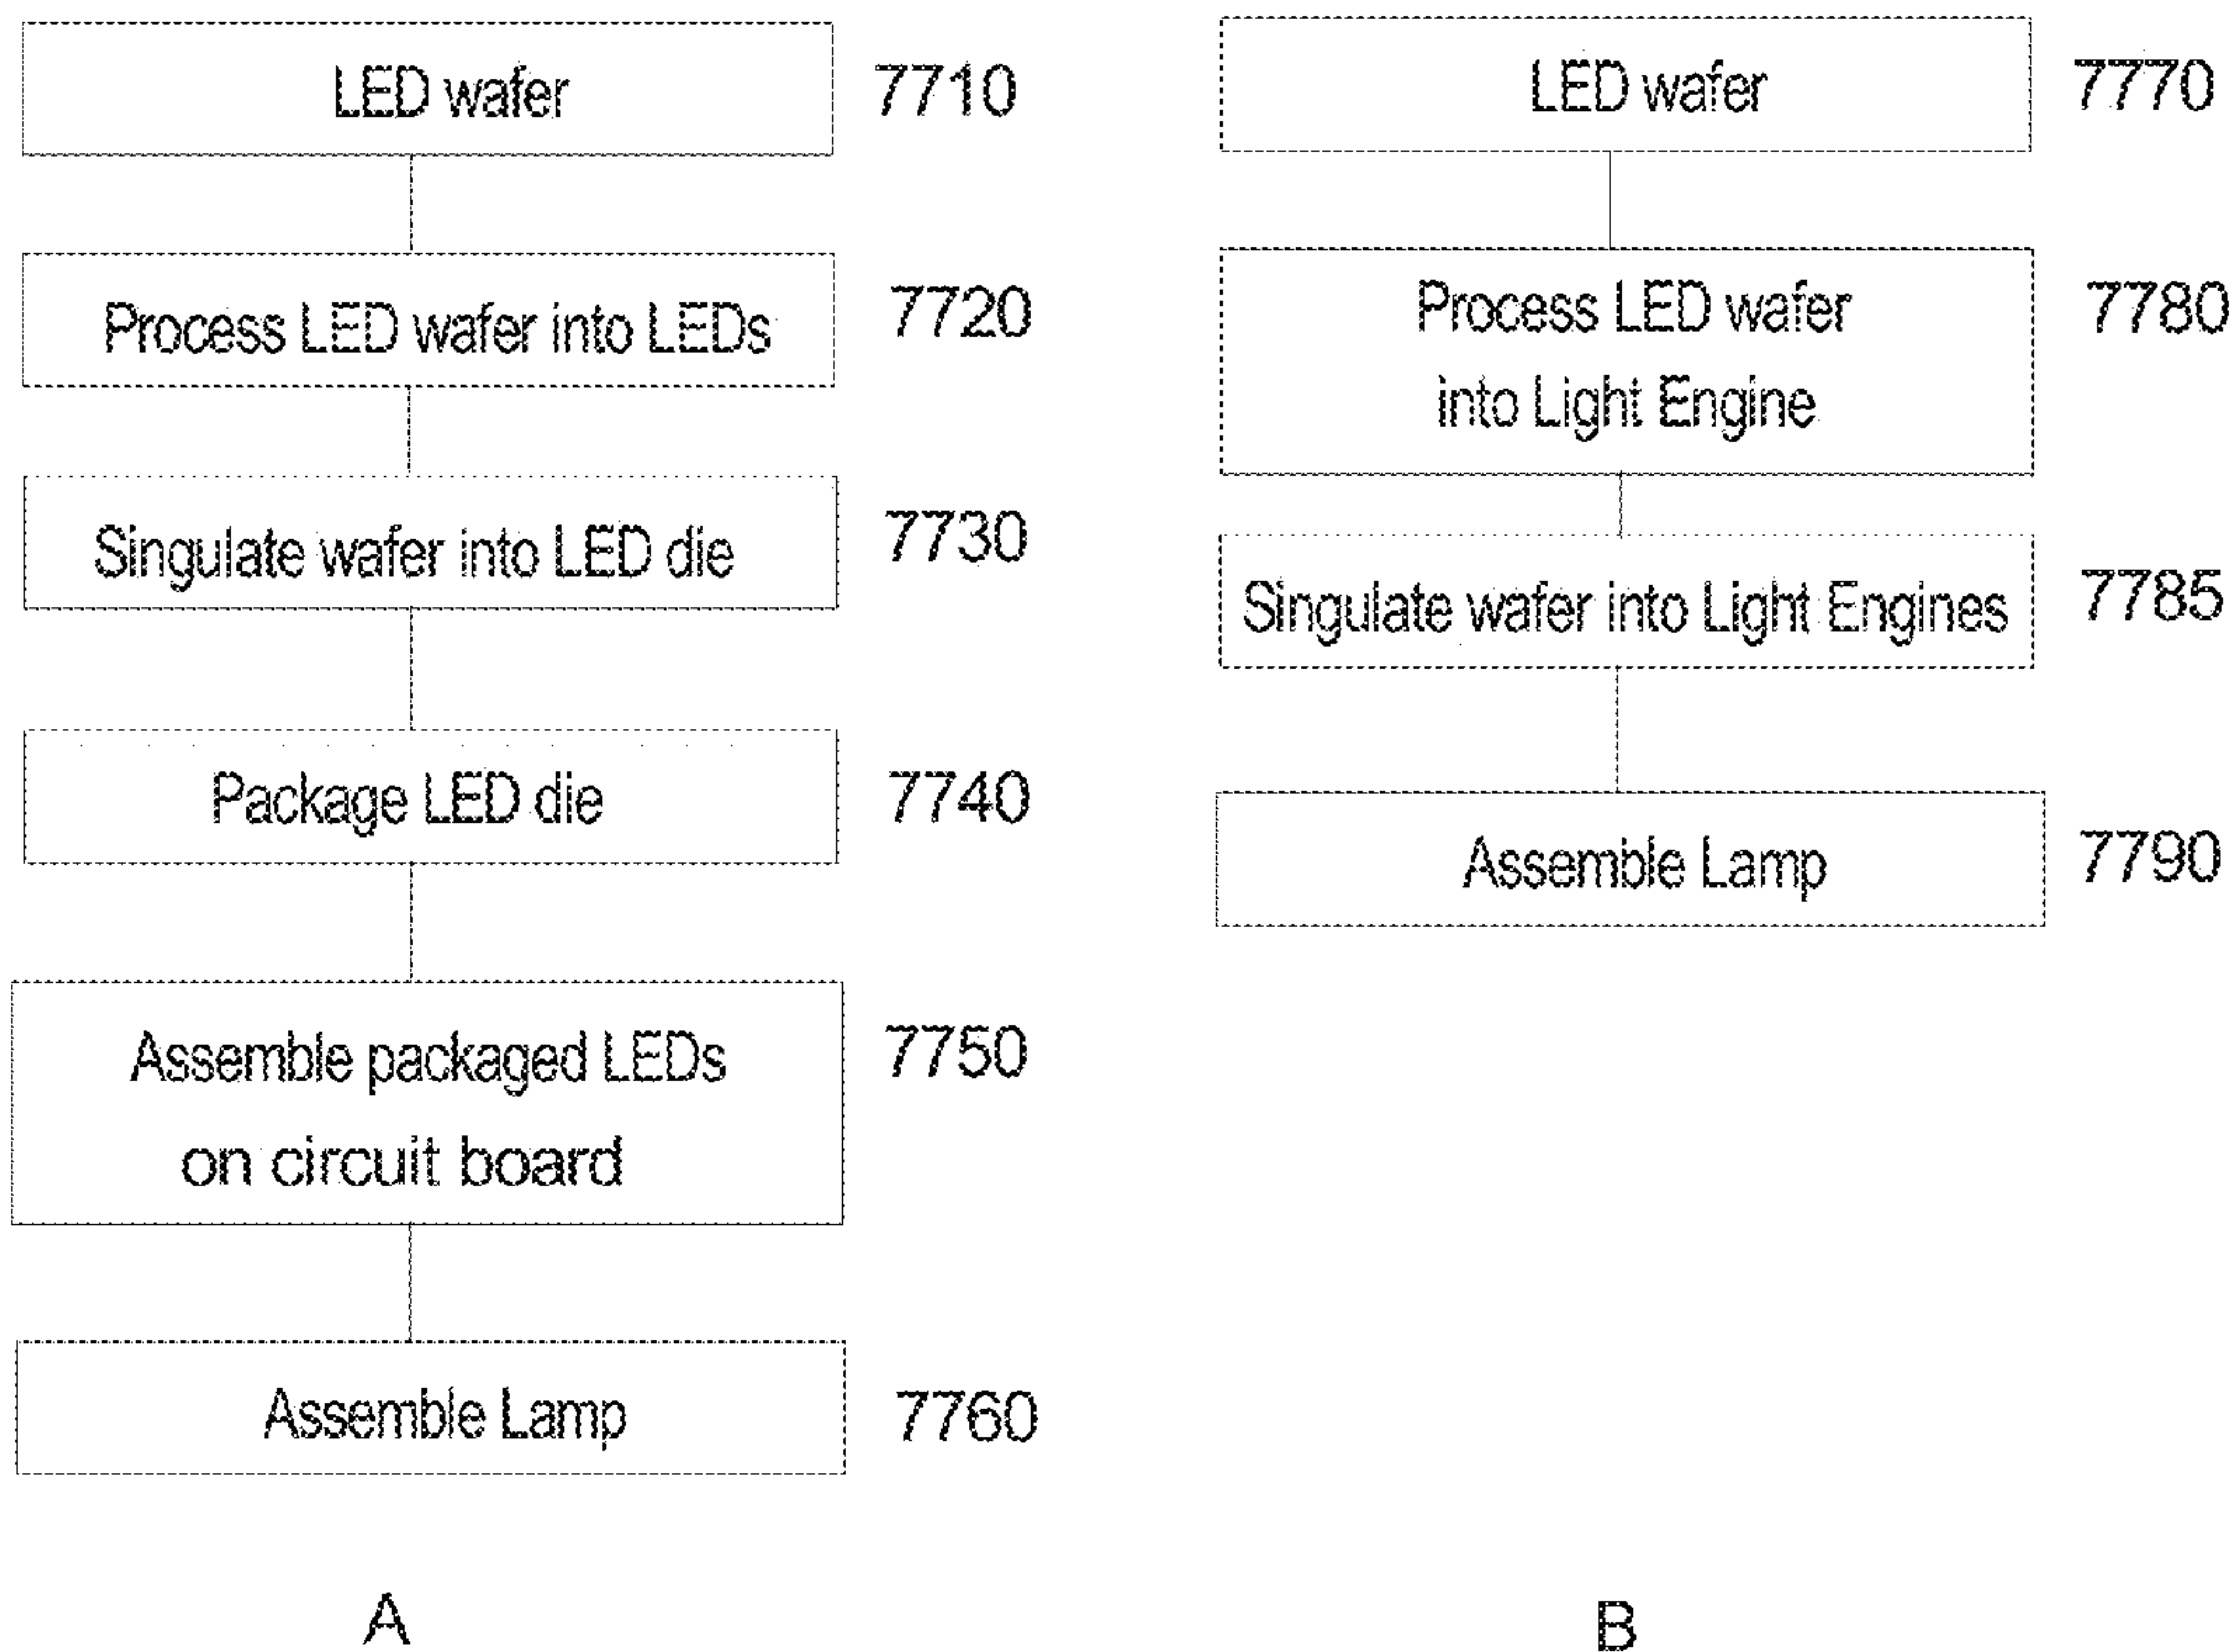 LED wafer
7710
Process LED wafer into LEDs
7720
Singulate wafer into LED die
7730
Package LED die
7740
Assemble packaged LEDs
on circuit board
7750
Assemble Lamp
7760
A
LED wafer
7770
Process LED wafer
into Light Engine
7780
Singulate wafer into Light Engines
7785
Assemble Lamp
7790
B